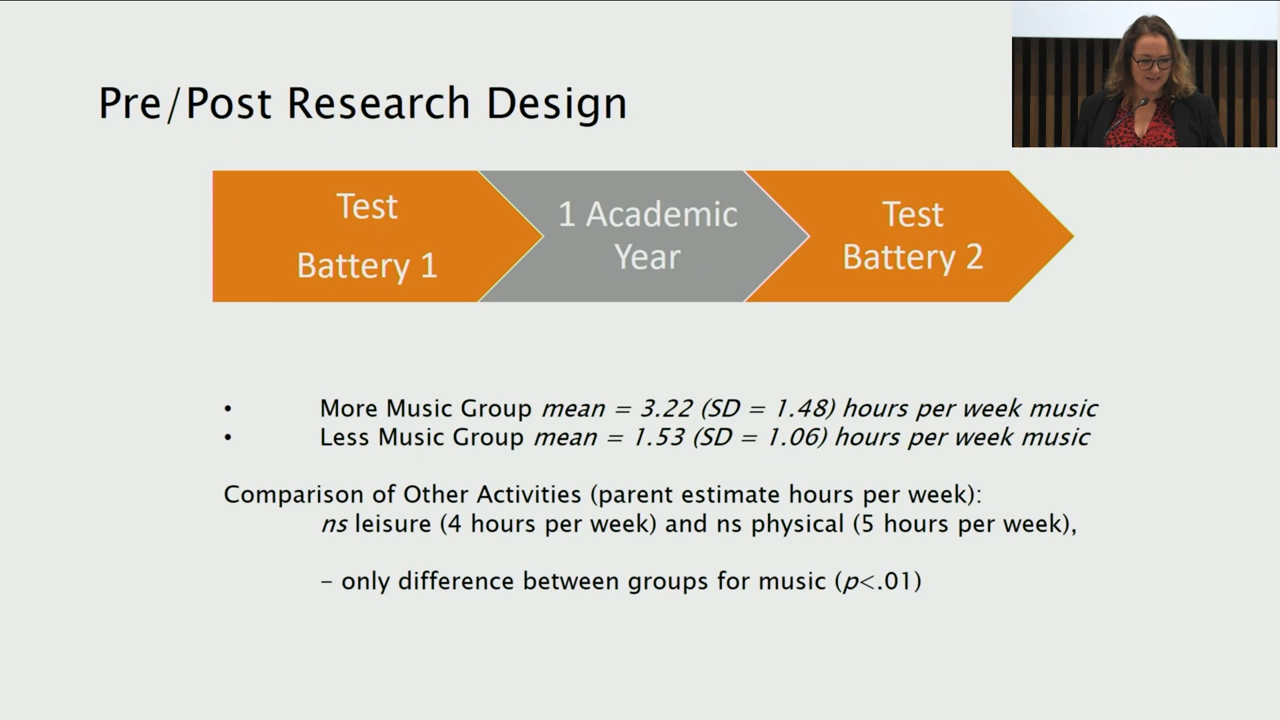 Pre/Post Research Design
Test
Battery 1
1 Academic
Year
Test
Battery 2
• More Music Group mean = 3.22 (SD = 1.48) hours per week music
• Less Music Group mean = 1.53 (SD = 1.06) hours per week music
Comparison of Other Activities (parent estimate hours per week):
ns leisure (4 hours per week) and ns physical (5 hours per week),
– only difference between groups for music (p<.01)